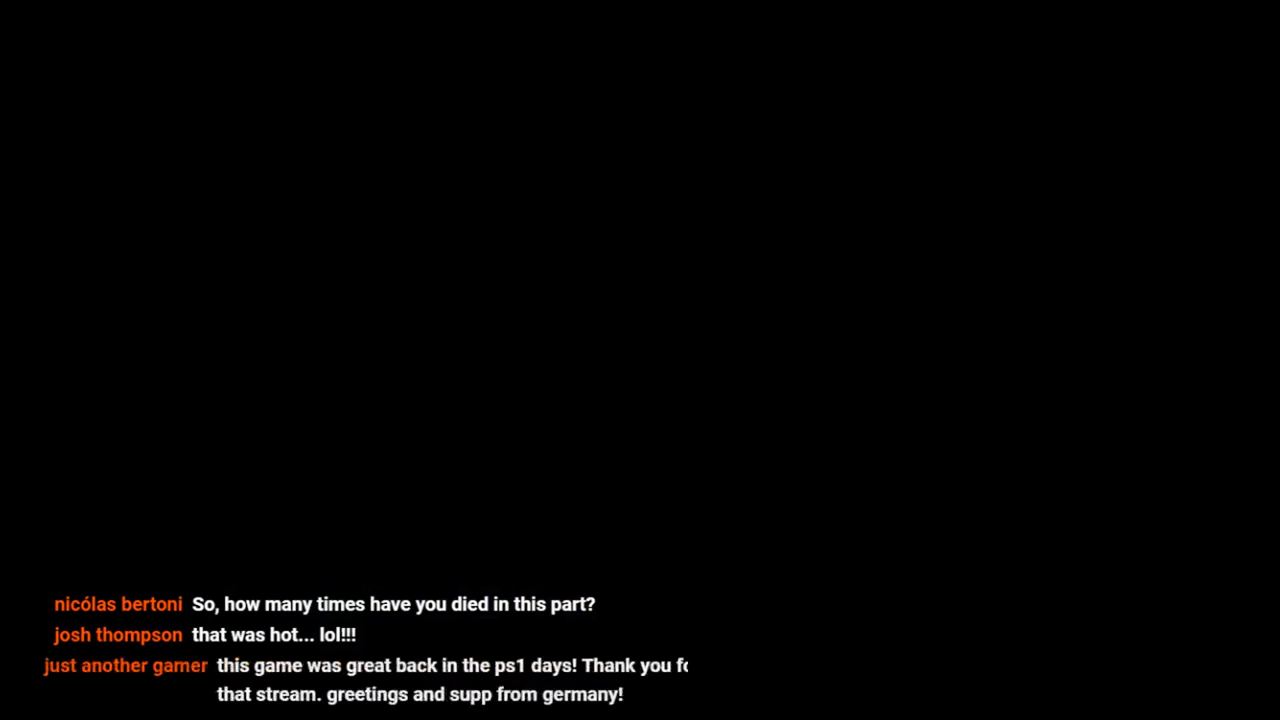 nicólas bertoni So, how many times have you died in this part?
josh thompson that was hot... lol!!!
just another gamer this game was great back in the ps1 days! Thank you
that stream. greetings and supp from germany!